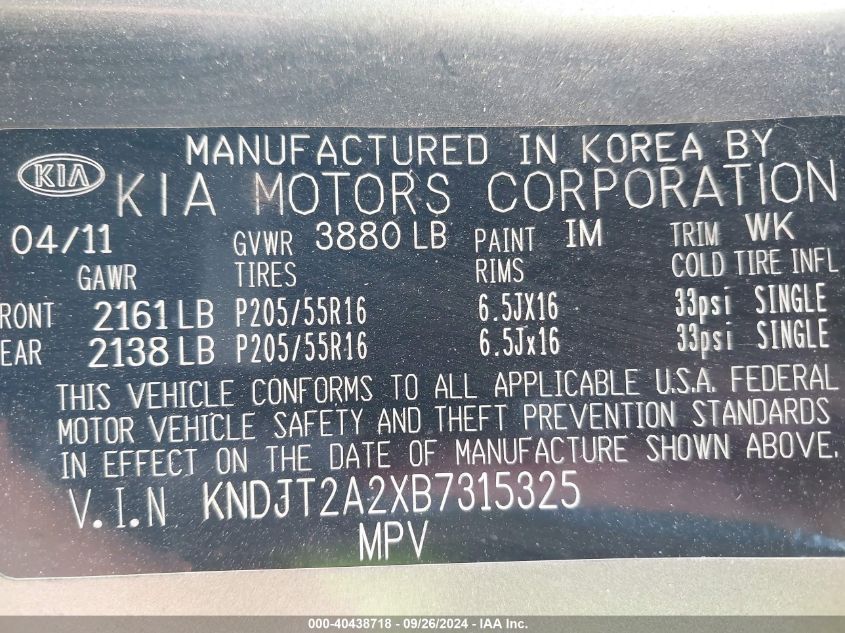 MANUFACTURED IN KOREA BY
KIA KIA MOTORS CORPORATION
04/11 GVWR 3880 LB PAINT IM TRIM WK
GAWR TIRES RIMS COLD TIRE INFL
RONT 2161 LB P205/55R16 6.5JX16 33psi SINGLE
EAR 2138 LB P205/55R16 6.5Jx16 33psi SINGLE
THIS VEHICLE CONFORMS TO ALL APPLICABLE U.S.A. FEDERAL
MOTOR VEHICLE SAFETY AND THEFT PREVENTION STANDARDS
IN EFFECT ON THE DATE OF MANUFACTURE SHOWN ABOVE.
V.I.N KNDJT2A2XB7315325
MPV
000-40438718 - 09/26/2024 - IAA Inc.